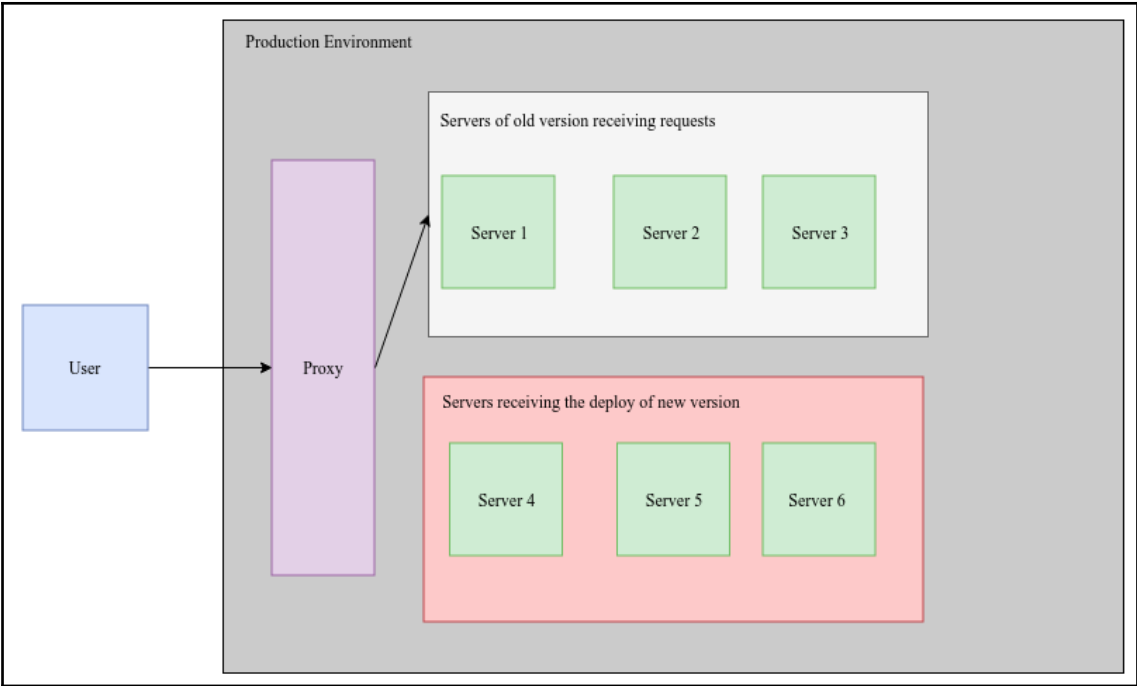 Production Environment
Servers of old version receiving requests
Server 1
Server 2
Server 3
User
Proxy
Servers receiving the deploy of new version
Server 4
Server 5
Server 6